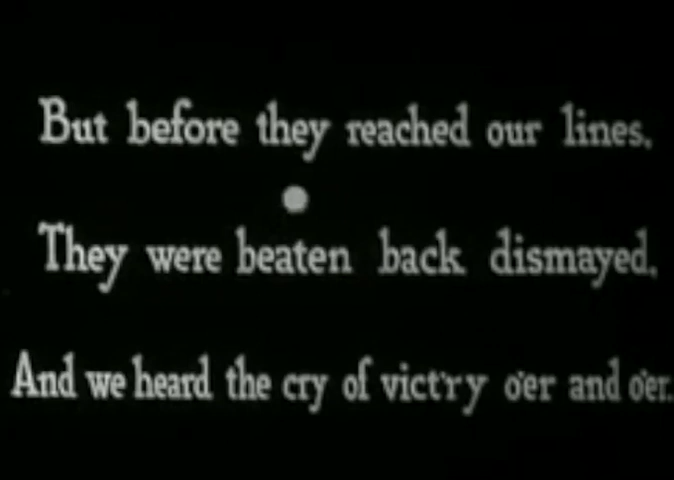 But before they reached our lines,
They were beaten back dismayed,
And we heard the cry of vict'ry o'er and o'er.